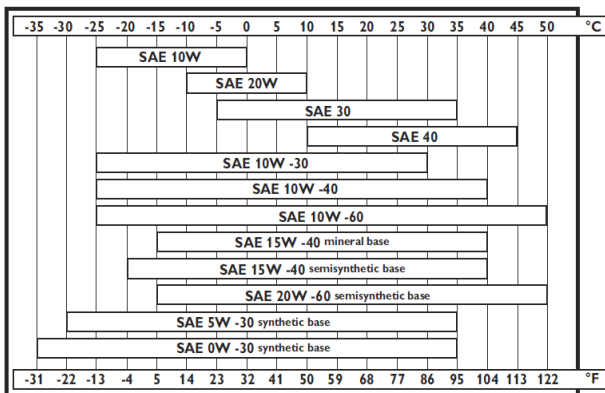 -35 -30 -25 -20 -15 -10 -5 0 5 10 15 20 25 30 35 40 45 50 °C
SAE 10W
SAE 20W
SAE 30
SAE 40
SAE 10W -30
SAE 10W -40
SAE 10W -60
SAE 15W -40 mineral base
SAE 15W -40 semisynthetic base
SAE 20W -60 semisynthetic base
SAE 5W -30 synthetic base
SAE 0W -30 synthetic base
-31 -22 -13 -4 5 14 23 32 41 50 59 68 77 86 95 104 113 122 °F